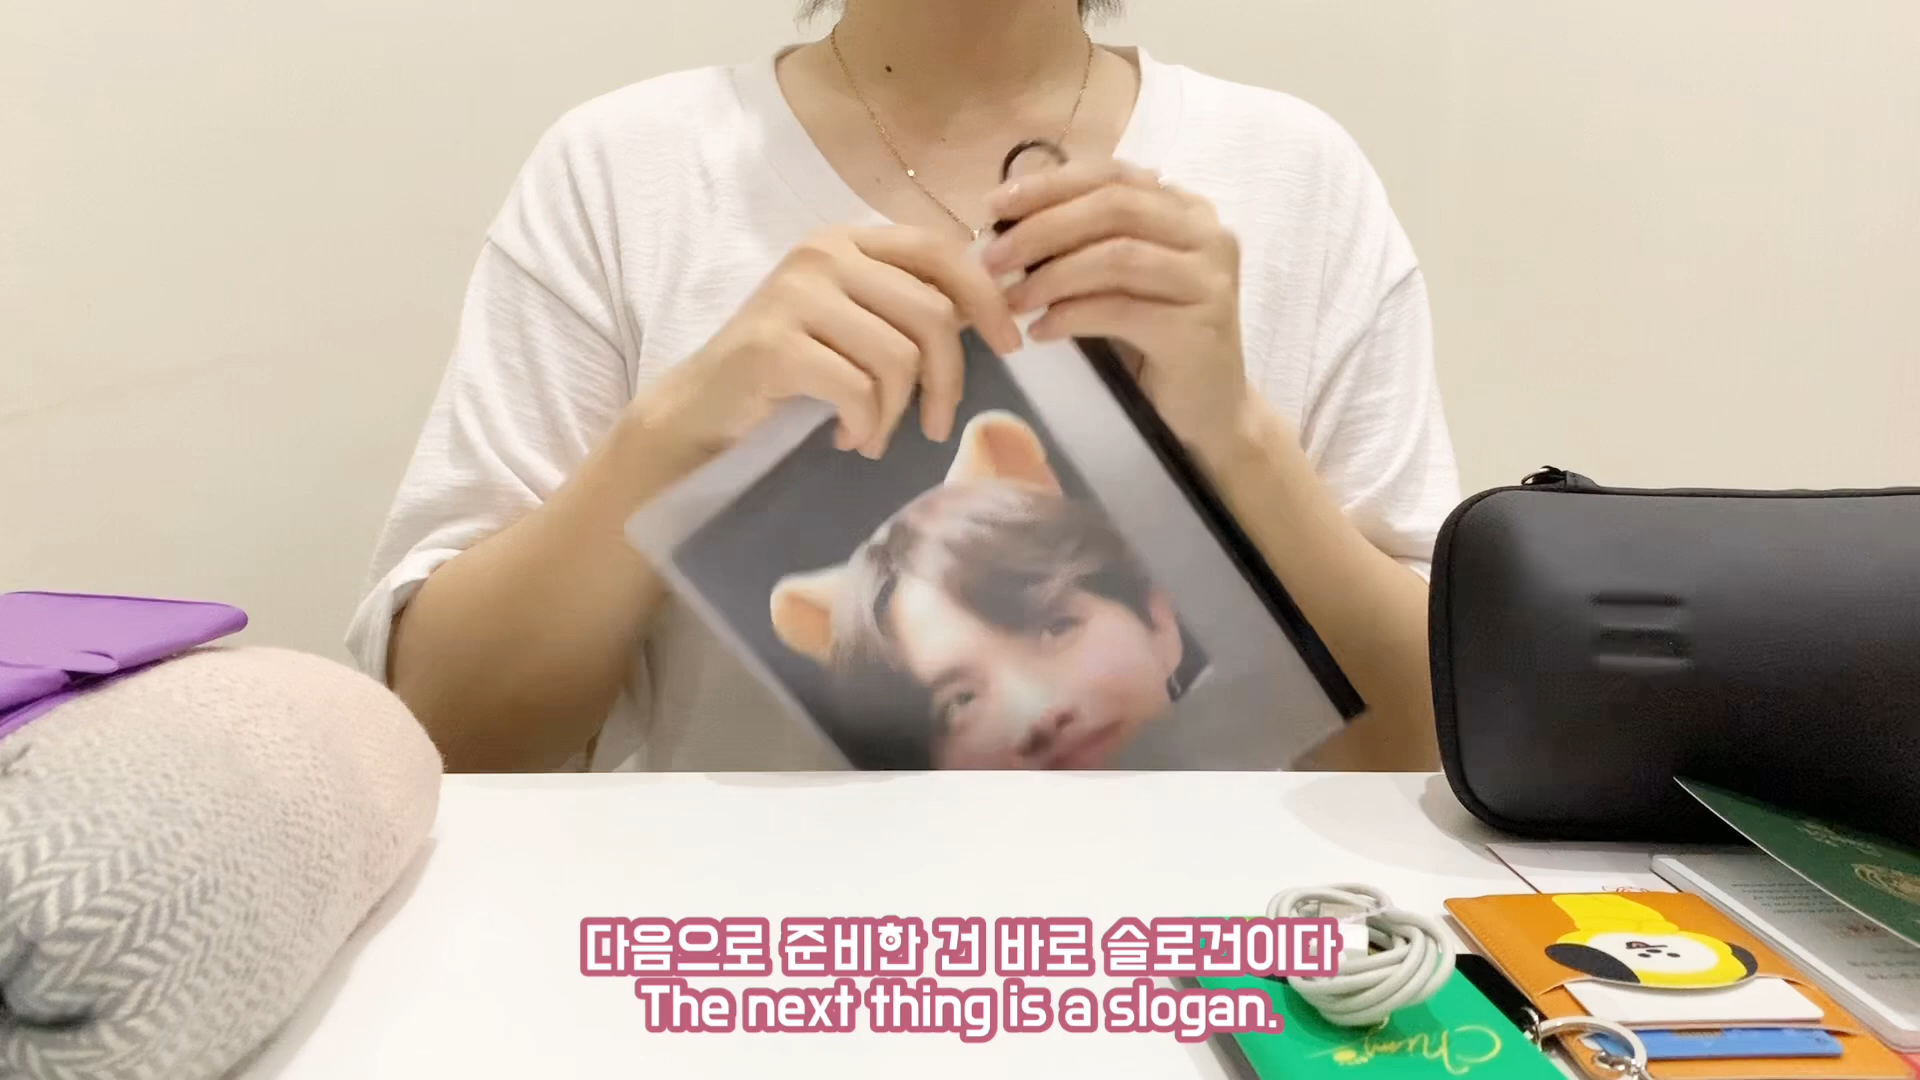 다음으로 준비한 건 바로 슬로건이다
The next thing is a slogan.